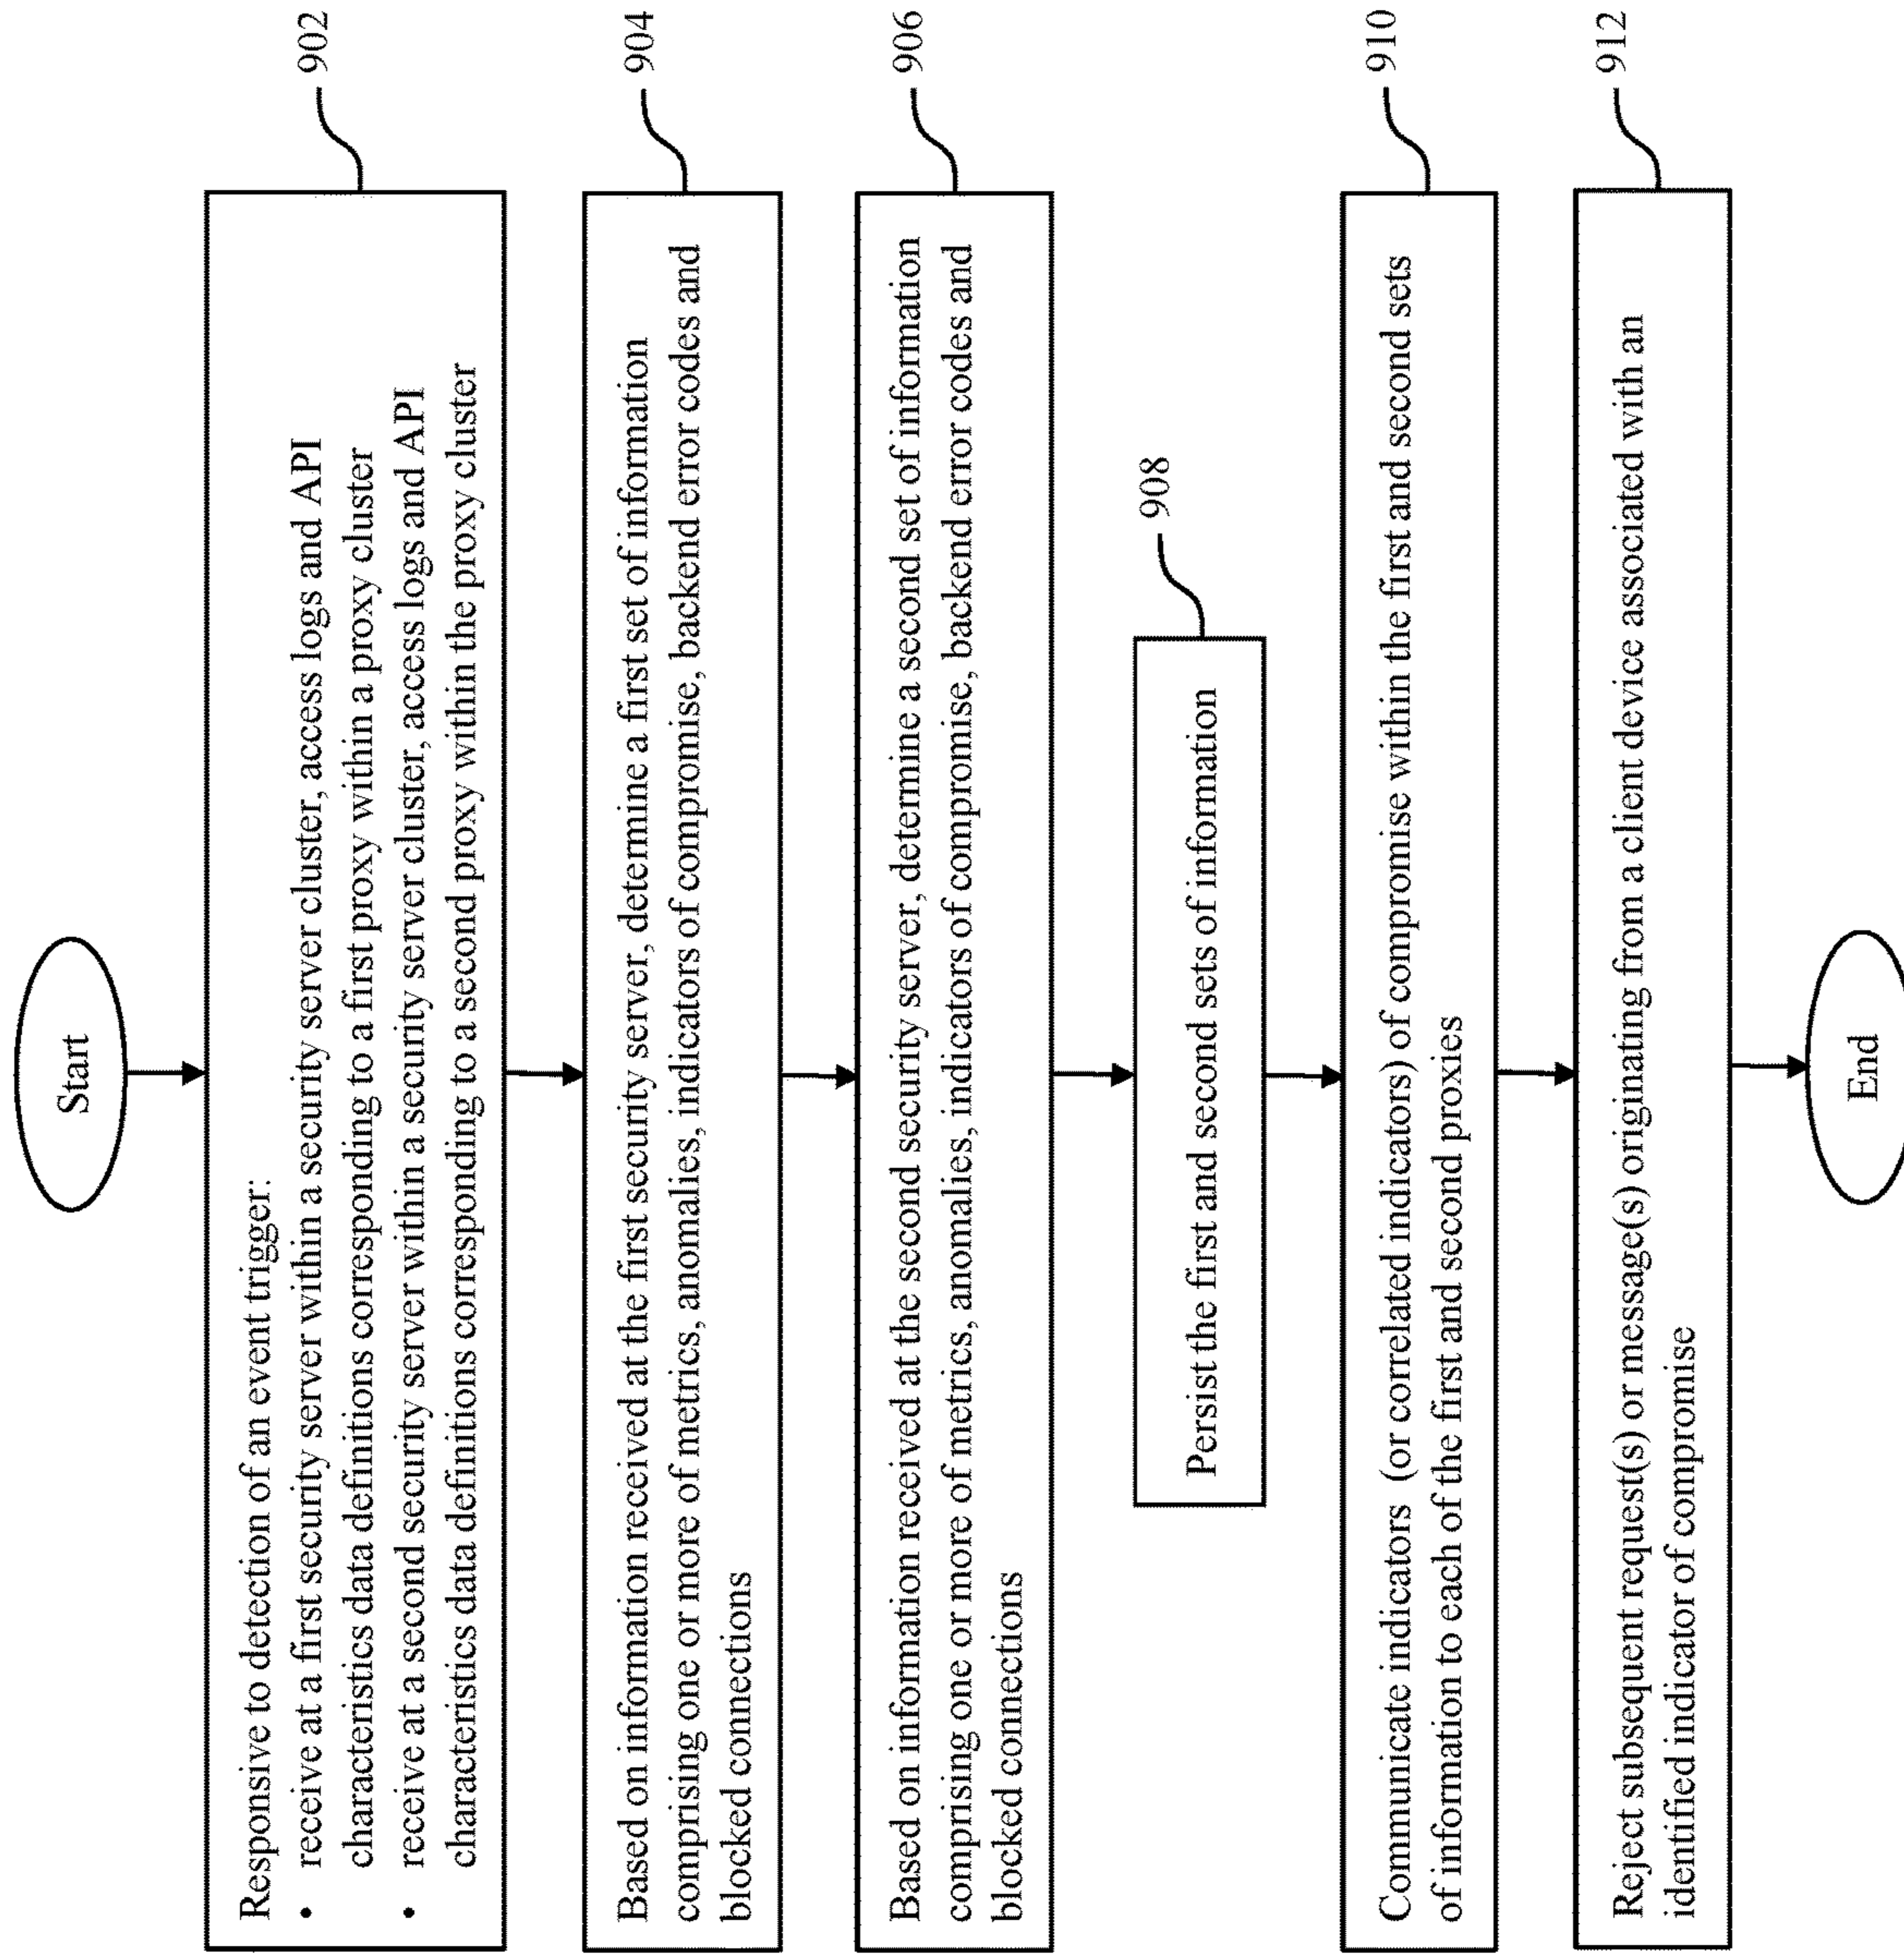 Start
Responsive to detection of an event trigger:
• receive at a first security server within a security server cluster, access logs and API
characteristics data definitions corresponding to a first proxy within a proxy cluster
• receive at a second security server within a security server cluster, access logs and API
characteristics data definitions corresponding to a second proxy within the proxy cluster
902
Based on information received at the first security server, determine a first set of information
comprising one or more of metrics, anomalies, indicators of compromise, backend error codes and
blocked connections
904
Based on information received at the second security server, determine a second set of information
comprising one or more of metrics, anomalies, indicators of compromise, backend error codes and
blocked connections
906
Persist the first and second sets of information
908
Communicate indicators (or correlated indicators) of compromise within the first and second sets
of information to each of the first and second proxies
910
Reject subsequent request(s) or message(s) originating from a client device associated with an
identified indicator of compromise
912
End